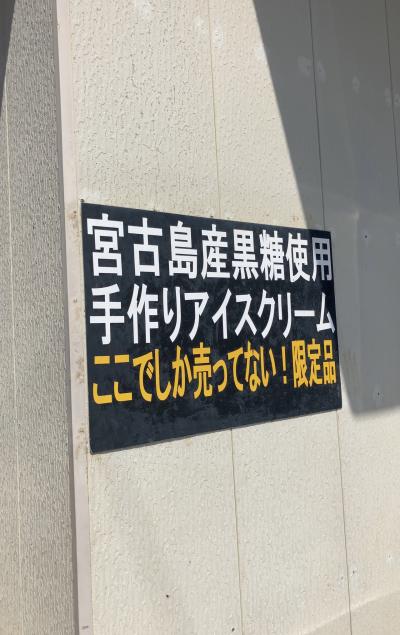 宮古島産黒糖使用
手作りアイスクリーム
ここでしか売ってない！限定品